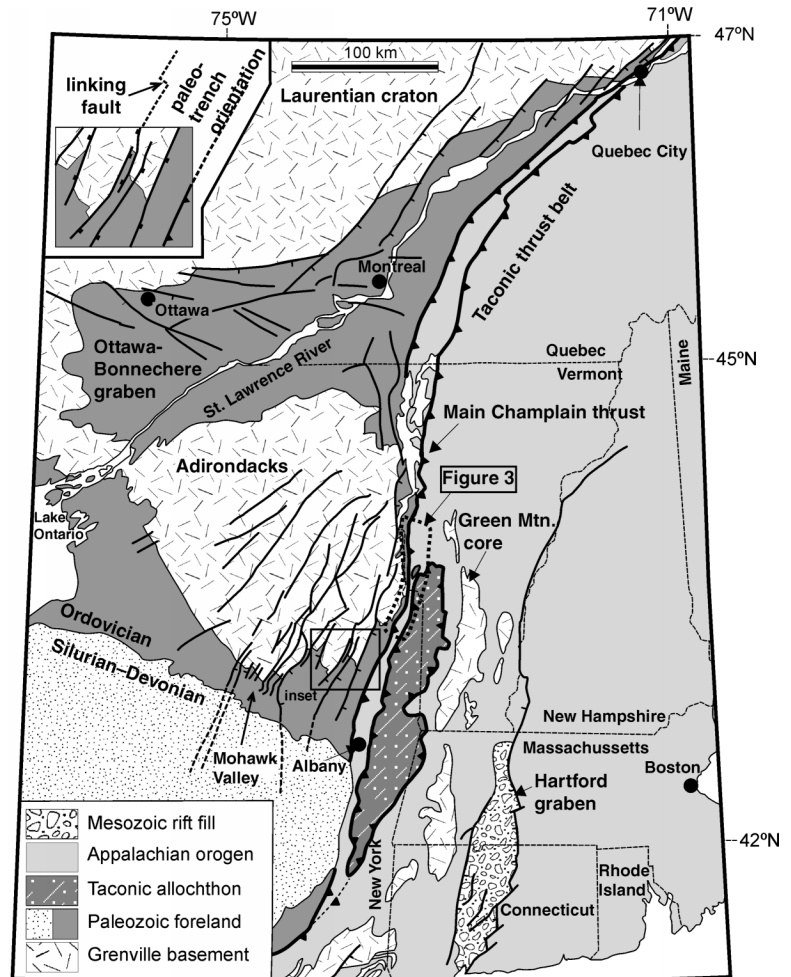 75ºW
71ºW
47ºN
linking
fault
paleo-
trench
orientation
100 km
Laurentian craton
Quebec City
Taconic thrust belt
Montreal
Ottawa
Ottawa-
Bonnechere
graben
St. Lawrence River
Quebec
Vermont
Maine
45ºN
Main Champlain thrust
Adirondacks
Figure 3
Green Mtn.
core
Lake
Ontario
Ordovician
Silurian–Devonian
inset
Mohawk
Valley
Albany
New Hampshire
Massachussetts
Boston
Hartford
graben
42ºN
New York
Rhode
Island
Connecticut
Mesozoic rift fill
Appalachian orogen
Taconic allochthon
Paleozoic foreland
Grenville basement